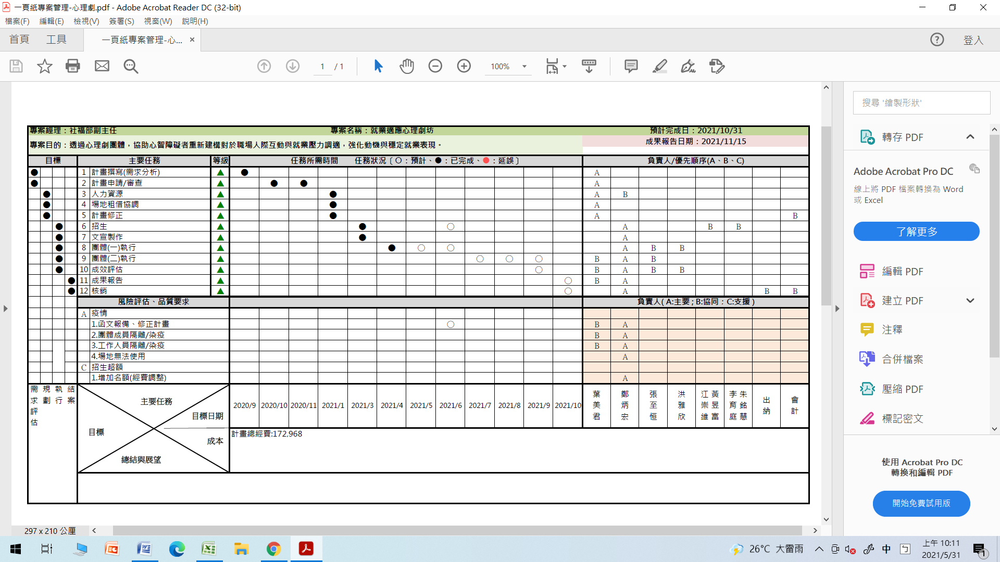 一頁紙專案管理-心理劇.pdf - Adobe Acrobat Reader DC (32-bit)
檔案(F) 編輯(E) 檢視(V) 簽署(S) 視窗(W) 說明(H)
首頁 工具 一頁紙專案管理-心... × 登入
1 / 1 100%
專案經理：社福部副主任 專案名稱：就業適應心理劇坊 預計完成日：2021/10/31
專案目的：透過心理劇團體，協助心智障礙者重新建構對於職場人際互動與就業壓力調適，強化動機與穩定就業表現。 成果報告日期：2021/11/15
目標 主要任務 等級 任務所需時間 任務狀況〔○：預計、●：已完成、●：延誤〕 負責人/優先順序(A、B、C)
● 1 計畫撰寫(需求分析) ▲ ● A
● 2 計畫申請/審查 ▲ ● ● A
● 3 人力資源 ▲ ● A B
● 4 場地租借協調 ▲ ● A
● 5 計畫修正 ▲ ● A B
● 6 招生 ▲ ● ○ A B B
● 7 文宣製作 ▲ ● A
● 8 團體(一)執行 ▲ ● ○ ○ A B B
● 9 團體(二)執行 ▲ ○ ○ ○ B A B
● 10 成效評估 ▲ ○ B A B B
● 11 成果報告 ▲ ○ B A
● 12 核銷 ▲ ○ A B B
風險評估、品質要求 負責人( A:主要 ; B:協同 ; C:支援 )
A 疫情
1.函文報備、修正計畫 ○ B A
2.團體成員隔離/染疫 B A
3.工作人員隔離/染疫 B A
4.場地無法使用 A
C 招生超額
1.增加名額(經費調整) A
需求評估 規劃 執行 結案
主要任務
目標日期
目標
成本
總結與展望
2020/9 2020/10 2020/11 2021/1 2021/3 2021/4 2021/5 2021/6 2021/7 2021/8 2021/9 2021/10
葉美君 鄭炳宏 張至恒 洪雅欣 江崇維 黃昱富 李育庭 朱銘慧 出納 會計
計畫總經費:172,968
297 x 210 公厘
搜尋 '繪製形狀'
轉存 PDF
Adobe Acrobat Pro DC
線上將 PDF 檔案轉換為 Word
或 Excel
了解更多
編輯 PDF
建立 PDF
注釋
合併檔案
壓縮 PDF
標記密文
使用 Acrobat Pro DC
轉換和編輯 PDF
開始免費試用版
26°C 大雷雨 中 ㄅ 上午 10:11
2021/5/31
1